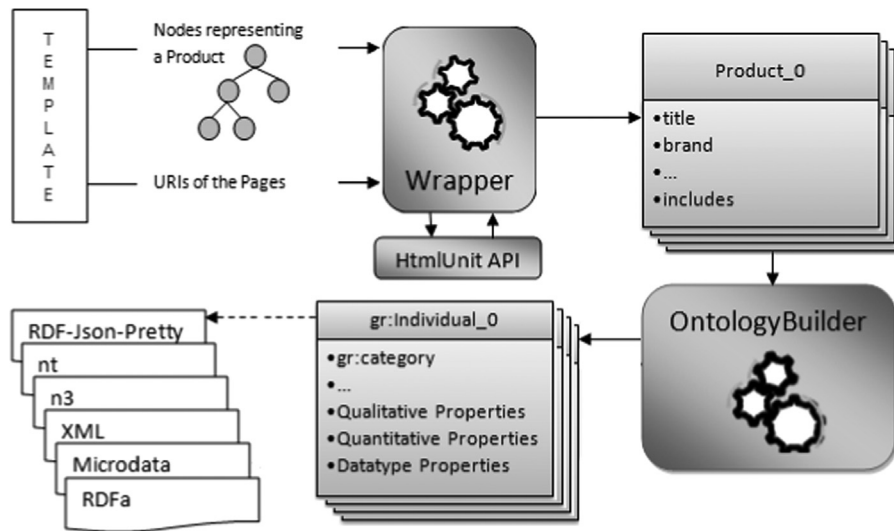 TEMPLATE
Nodes representing
a Product
URIs of the Pages
Wrapper
HtmlUnit API
Product_0
•title
•brand
•...
•includes
OntologyBuilder
gr:Individual_0
•gr:category
•...
•Qualitative Properties
•Quantitative Properties
•Datatype Properties
RDF-Json-Pretty
nt
n3
XML
Microdata
RDFa